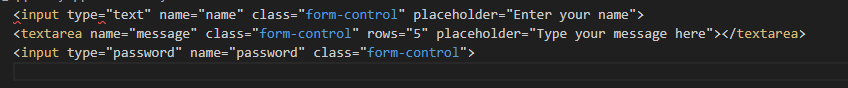 <input type="text" name="name" class="form-control" placeholder="Enter your name">
<textarea name="message" class="form-control" rows="5" placeholder="Type your message here"></textarea>
<input type="password" name="password" class="form-control">